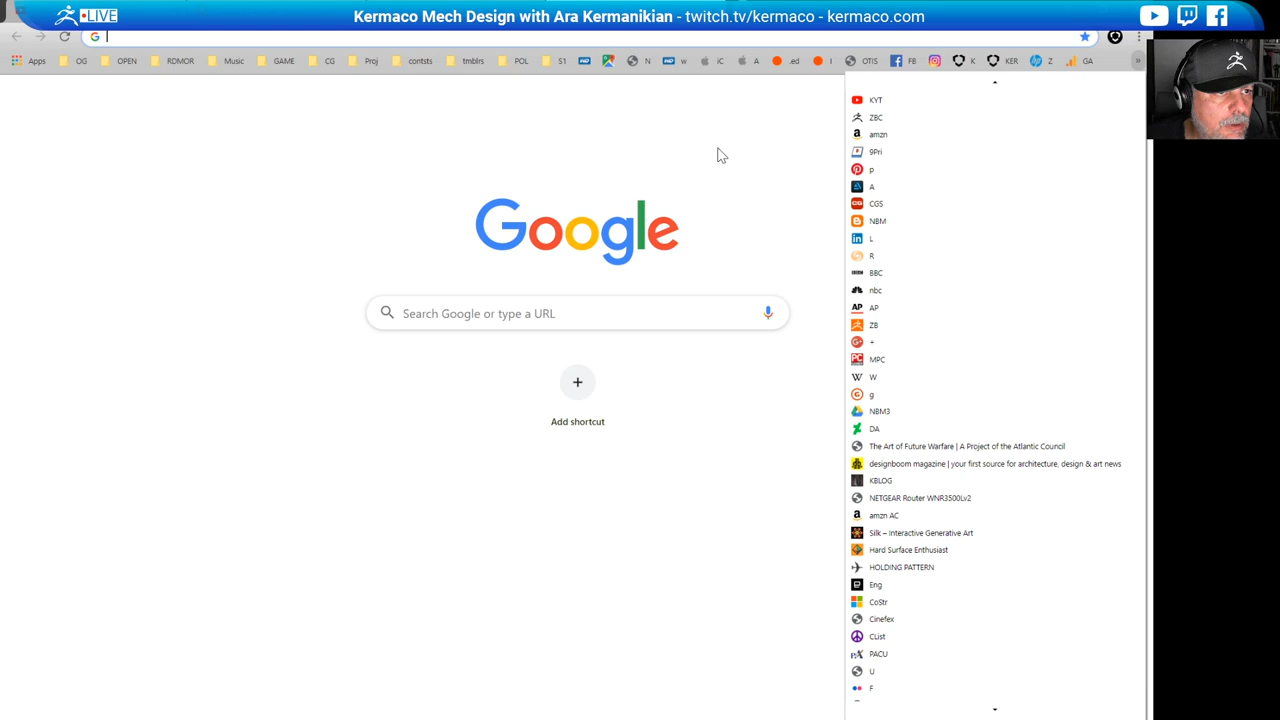 LIVE
Kermaco Mech Design with Ara Kermanikian - twitch.tv/kermaco - kermaco.com
Apps OG OPEN RDMOR Music GAME CG Proj contsts tmblrs POL S1 N w iC A .ed I OTIS FB K KER Z GA »
KYT
ZBC
amzn
9Pri
p
A
CGS
NBM
L
R
BBC
nbc
AP
ZB
+
MPC
W
g
NBM3
DA
The Art of Future Warfare | A Project of the Atlantic Council
designboom magazine | your first source for architecture, design & art news
KBLOG
NETGEAR Router WNR3500Lv2
amzn AC
Silk – Interactive Generative Art
Hard Surface Enthusiast
HOLDING PATTERN
Eng
CoStr
Cinefex
CList
PACU
U
F
Google
Search Google or type a URL
Add shortcut